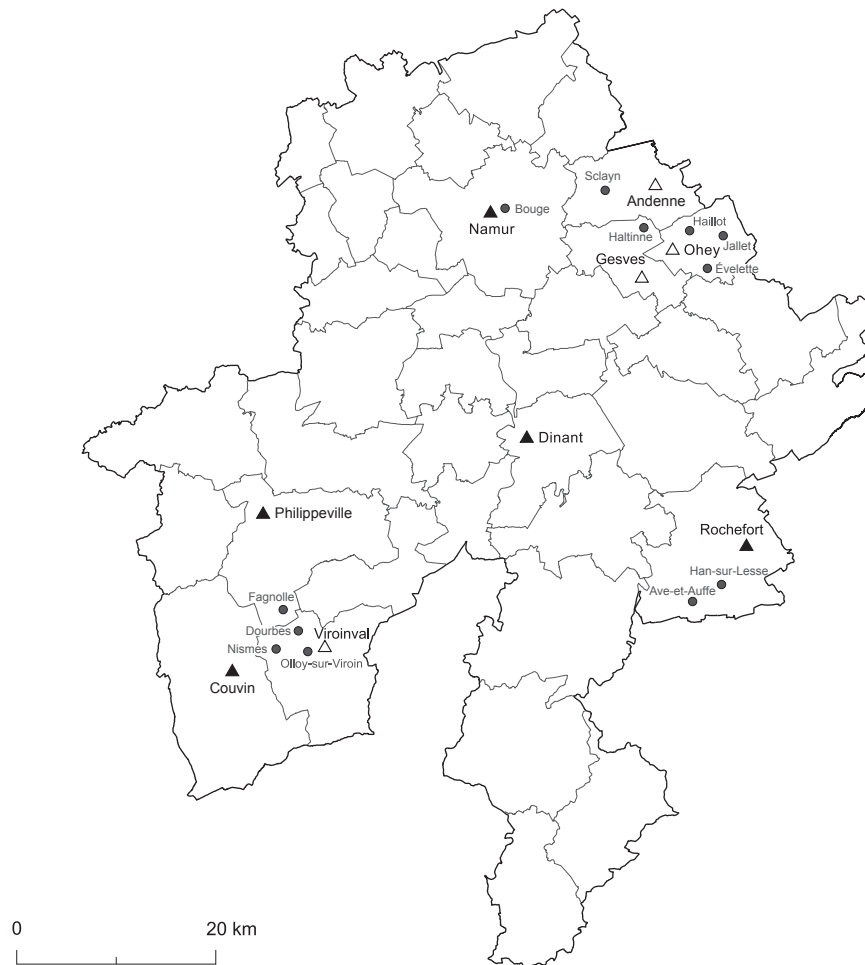 Sclayn
Andenne
Bouge
Namur
Haillot
Haltinne
Jallet
Ohey
Gesves
Évelette
Dinant
Philippeville
Rochefort
Han-sur-Lesse
Ave-et-Auffe
Fagnolle
Dourbes
Viroinval
Nismes
Olloy-sur-Viroin
Couvin
0 20 km